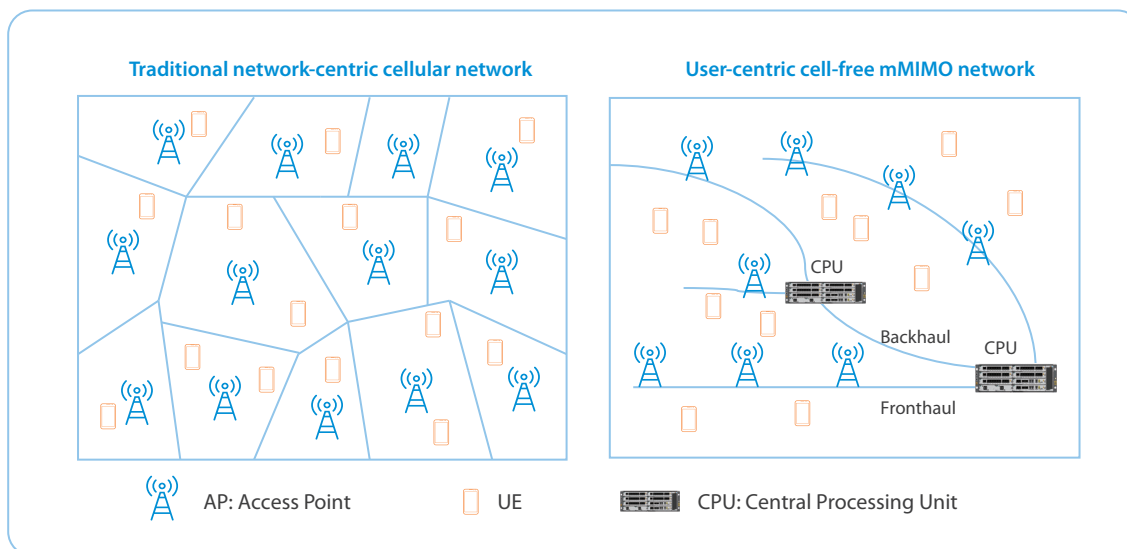 Traditional network-centric cellular network
User-centric cell-free mMIMO network
CPU
Backhaul
CPU
Fronthaul
AP: Access Point
UE
CPU: Central Processing Unit